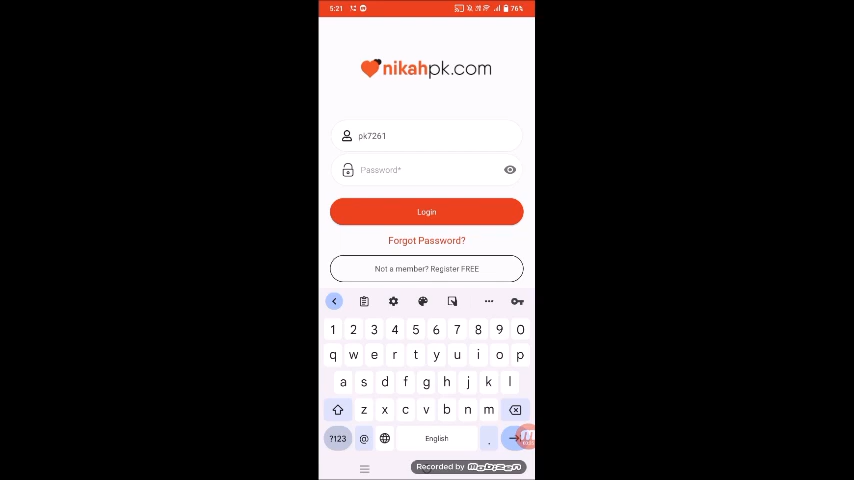 5:21 76%
nikahpk.com
pk7261
Password*
Login
Forgot Password?
Not a member? Register FREE
1 2 3 4 5 6 7 8 9 0
q w e r t y u i o p
a s d f g h j k l
z x c v b n m
?123 @ English .
Recorded by mobizen